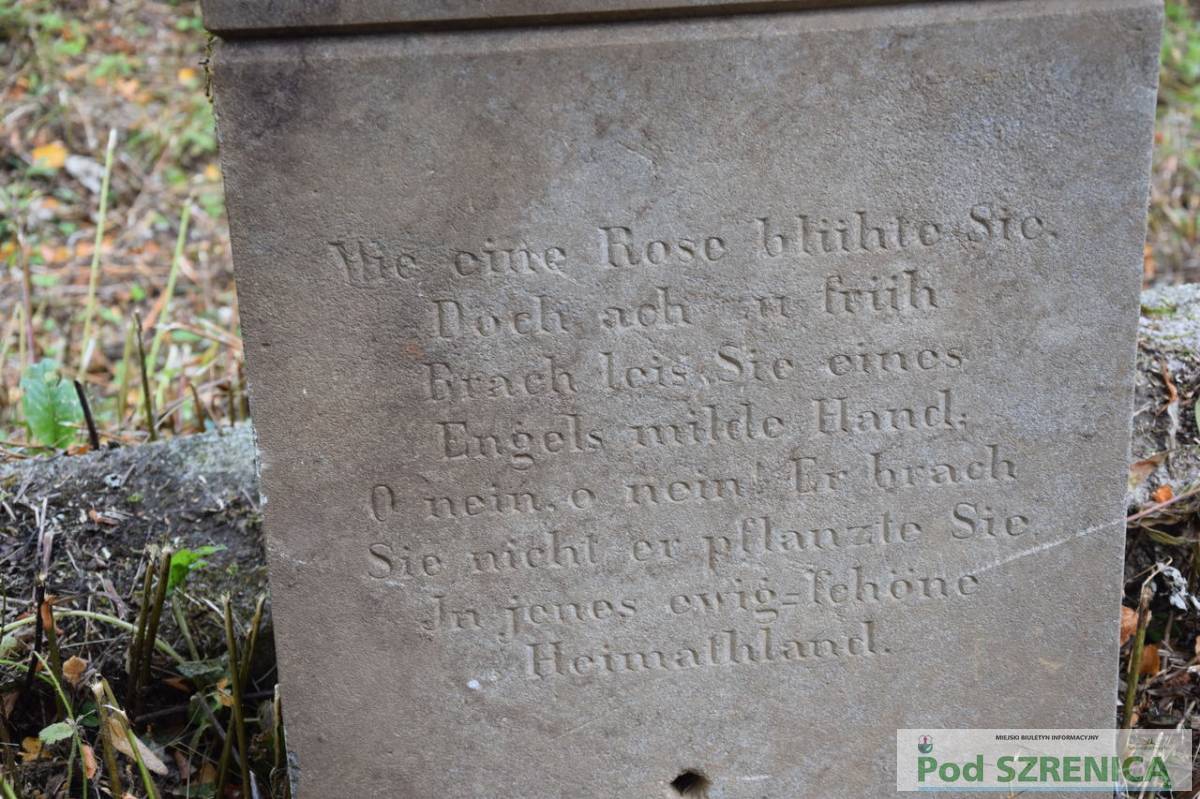 Wie eine Rose blühte Sie.
Doch ach zu früh
Brach leis Sie eines
Engels milde Hand;
O nein, o nein! Er brach
Sie nicht er pflanzte Sie,
In jenes ewig=ſchöne
Heimathland.
MIEJSKI BIULETYN INFORMACYJNY
Pod SZRENICĄ